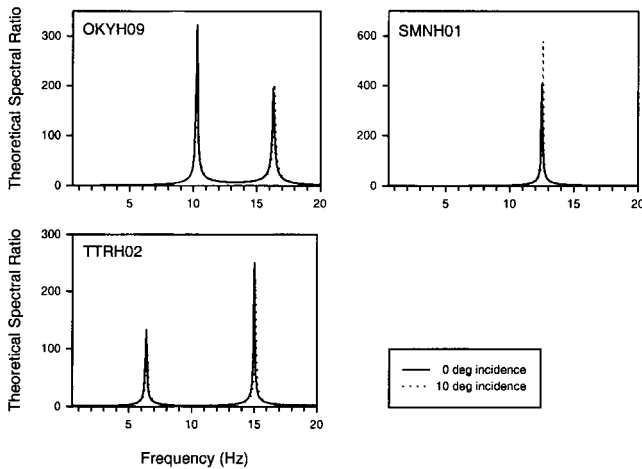 OKYH09
SMNH01
Theoretical Spectral Ratio
300
200
100
0
5 10 15 20
600
400
200
0
5 10 15 20
TTRH02
Theoretical Spectral Ratio
300
200
100
0
5 10 15 20
Frequency (Hz)
0 deg incidence
10 deg incidence